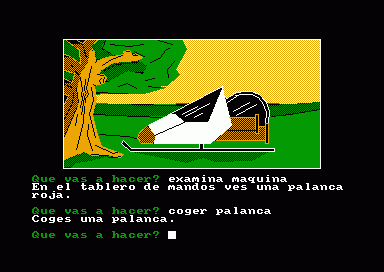 Que vas a hacer? examina maquina
En el tablero de mandos ves una palanca
roja.
Que vas a hacer? coger palanca
Coges una palanca.
Que vas a hacer?